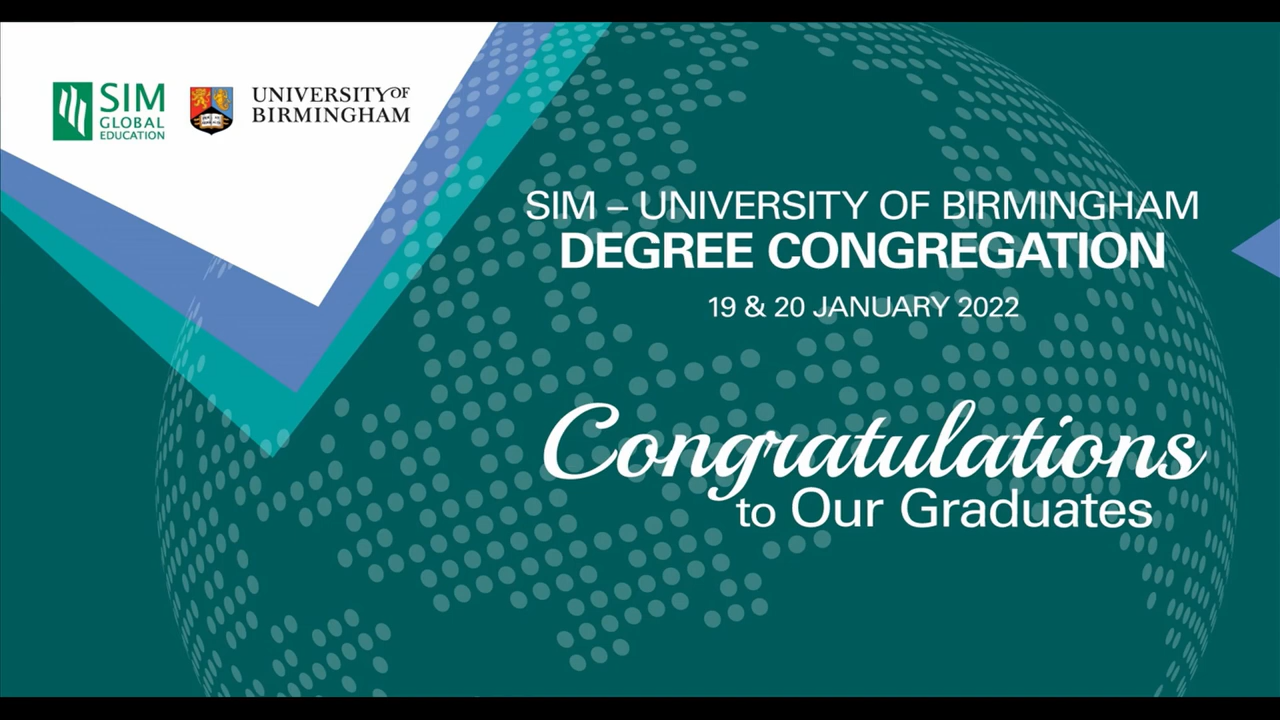 SIM
GLOBAL
EDUCATION
UNIVERSITY OF
BIRMINGHAM
SIM – UNIVERSITY OF BIRMINGHAM
DEGREE CONGREGATION
19 & 20 JANUARY 2022
Congratulations
to Our Graduates